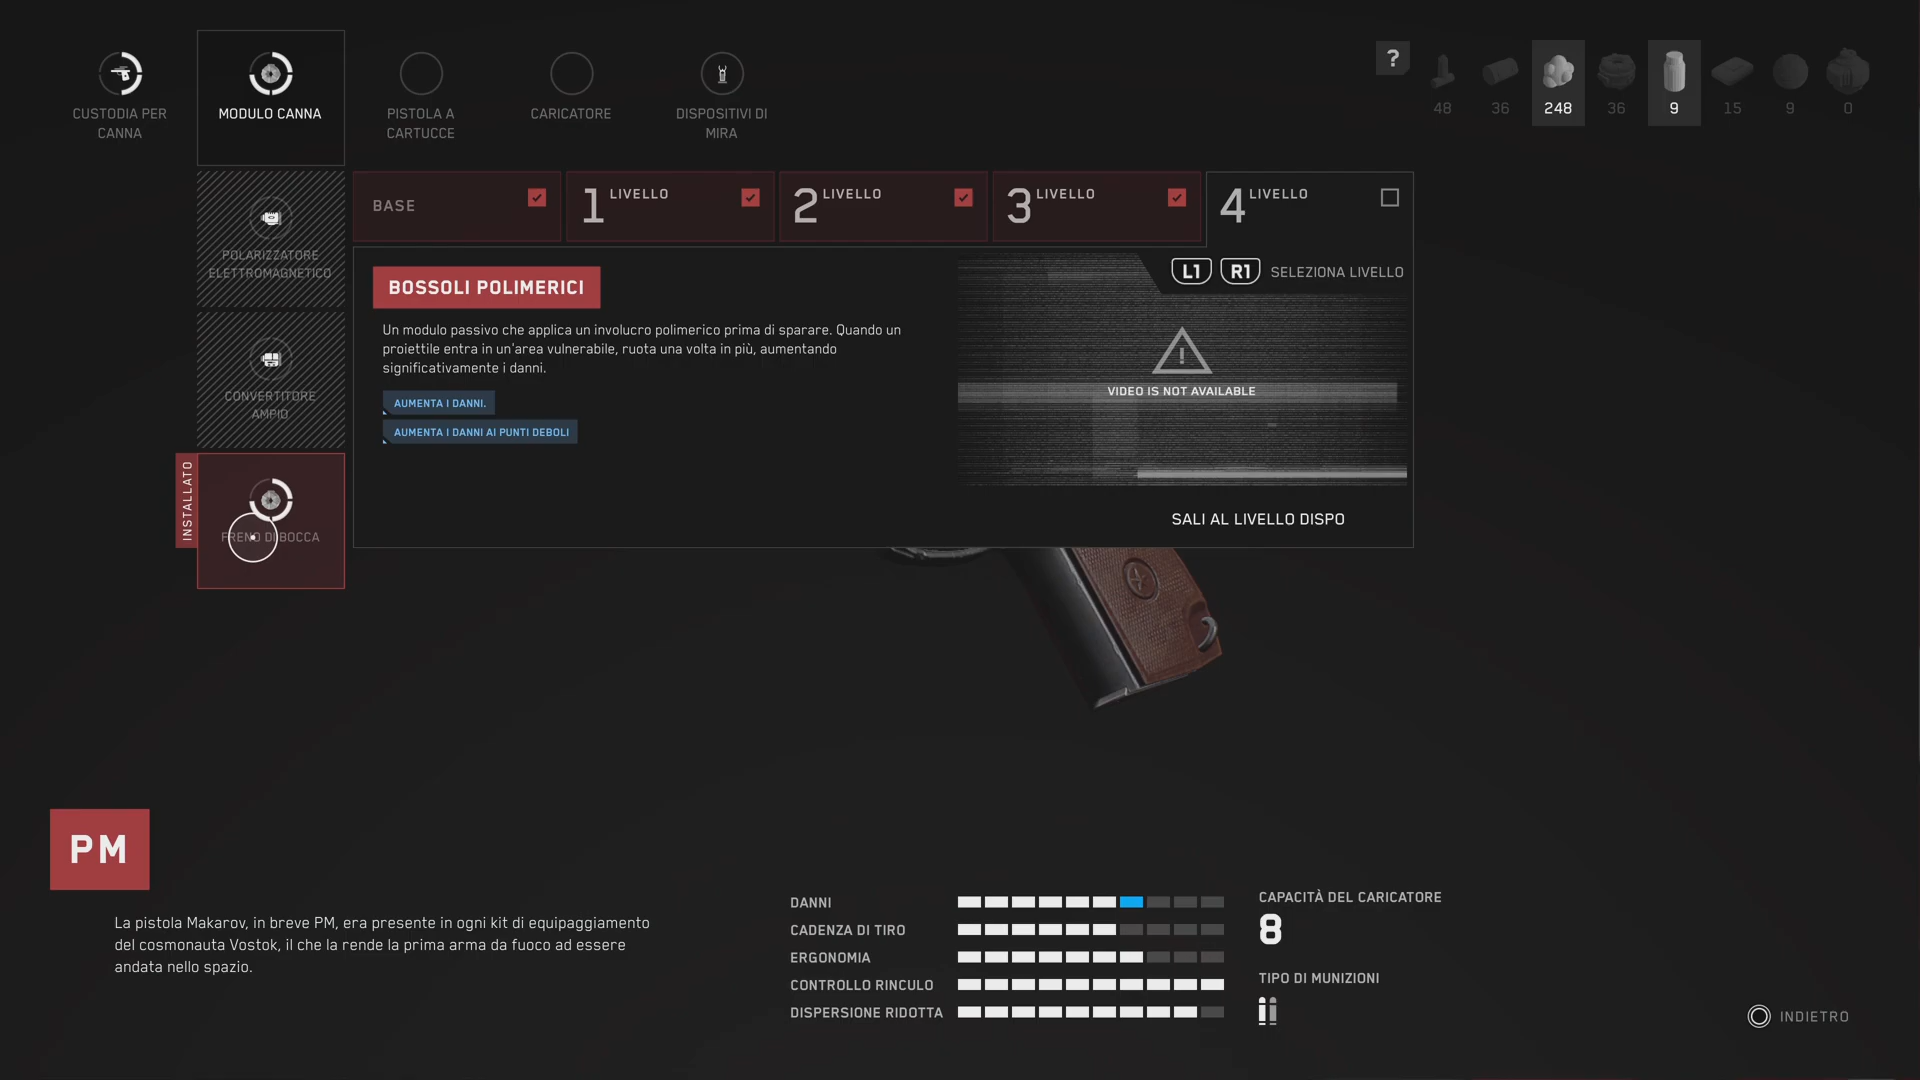 CUSTODIA PER
CANNA
MODULO CANNA
PISTOLA A
CARTUCCE
CARICATORE
DISPOSITIVI DI
MIRA
?
48
36
248
36
9
15
9
0
POLARIZZATORE
ELETTROMAGNETICO
CONVERTITORE
AMPIO
INSTALLATO
FRENO DI BOCCA
BASE
1 LIVELLO
2 LIVELLO
3 LIVELLO
4 LIVELLO
L1 R1 SELEZIONA LIVELLO
BOSSOLI POLIMERICI
Un modulo passivo che applica un involucro polimerico prima di sparare. Quando un
proiettile entra in un'area vulnerabile, ruota una volta in più, aumentando
significativamente i danni.
AUMENTA I DANNI.
AUMENTA I DANNI AI PUNTI DEBOLI
VIDEO IS NOT AVAILABLE
SALI AL LIVELLO DISPO
PM
La pistola Makarov, in breve PM, era presente in ogni kit di equipaggiamento
del cosmonauta Vostok, il che la rende la prima arma da fuoco ad essere
andata nello spazio.
DANNI
CADENZA DI TIRO
ERGONOMIA
CONTROLLO RINCULO
DISPERSIONE RIDOTTA
CAPACITÀ DEL CARICATORE
8
TIPO DI MUNIZIONI
INDIETRO